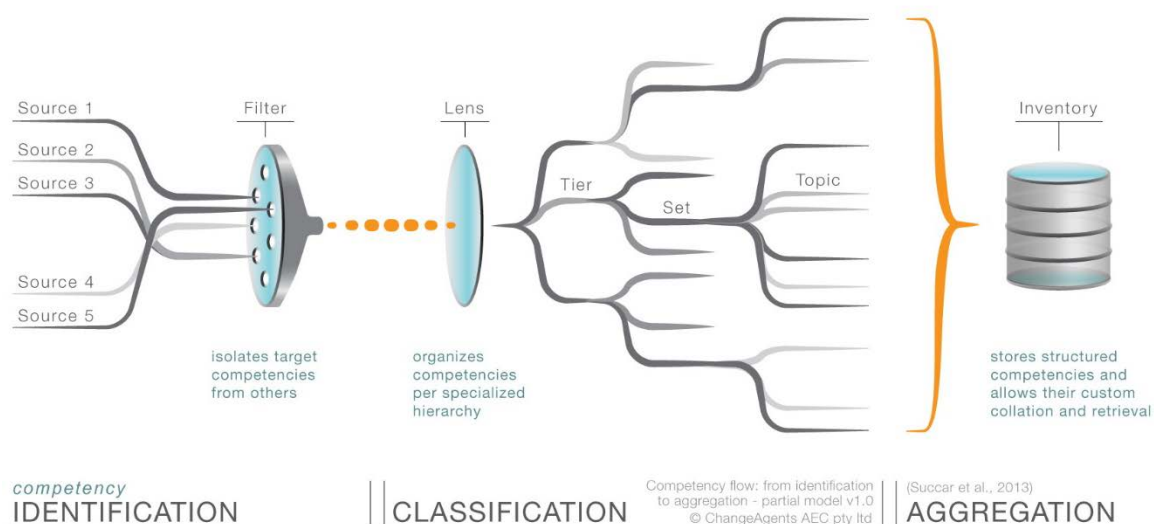 Source 1
Source 2
Source 3
Source 4
Source 5
Filter
isolates target
competencies
from others
Lens
organizes
competencies
per specialized
hierarchy
Tier
Set
Topic
Inventory
stores structured
competencies and
allows their custom
collation and retrieval
competency
IDENTIFICATION
CLASSIFICATION
Competency flow: from identification
to aggregation - partial model v1.0
© ChangeAgents AEC pty ltd
(Succar et al., 2013)
AGGREGATION